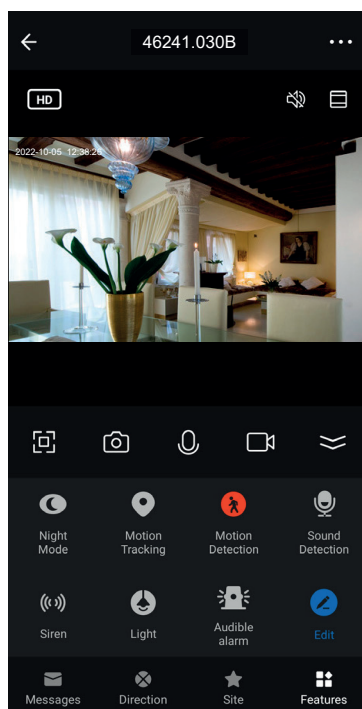 46241.030B
HD
2022-10-05 12:38:26
Night
Mode
Motion
Tracking
Motion
Detection
Sound
Detection
Siren
Light
Audible
alarm
Edit
Messages
Direction
Site
Features